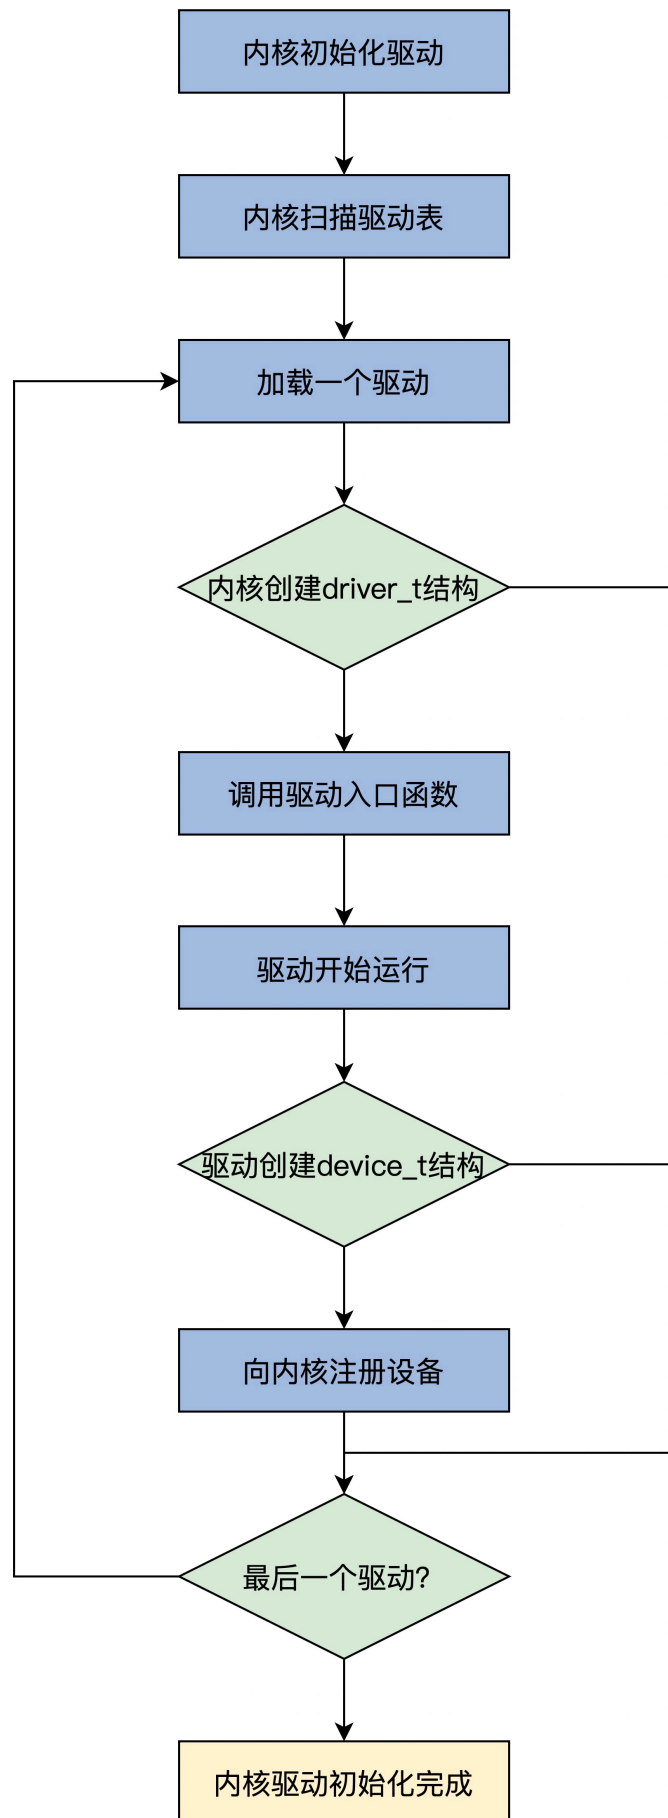 内核初始化驱动
内核扫描驱动表
加载一个驱动
内核创建driver_t结构
调用驱动入口函数
驱动开始运行
驱动创建device_t结构
向内核注册设备
最后一个驱动?
内核驱动初始化完成